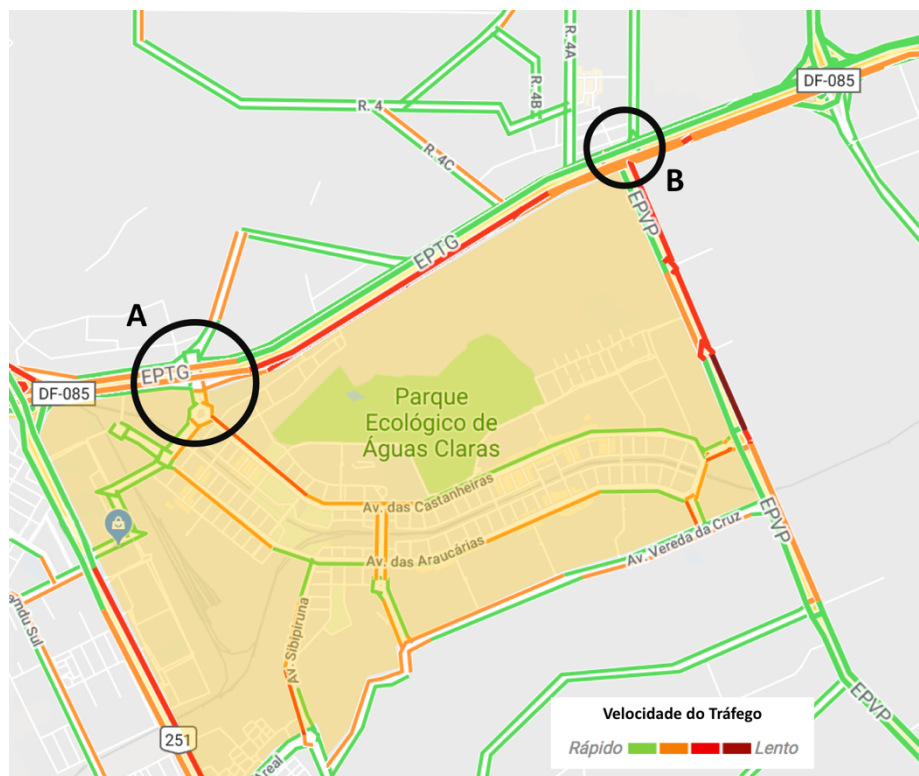 R. 4A
DF-085
R. 4B
R. 4
R. 4C
B
EPVP
EPTG
A
EPTG
DF-085
Parque
Ecológico de
Águas Claras
Av. das Castanheiras
Av. das Araucárias
Av. Vereda da Cruz
EPVP
Av. Sibipiruna
EPVP
251
Areal
Velocidade do Tráfego
Rápido
Lento